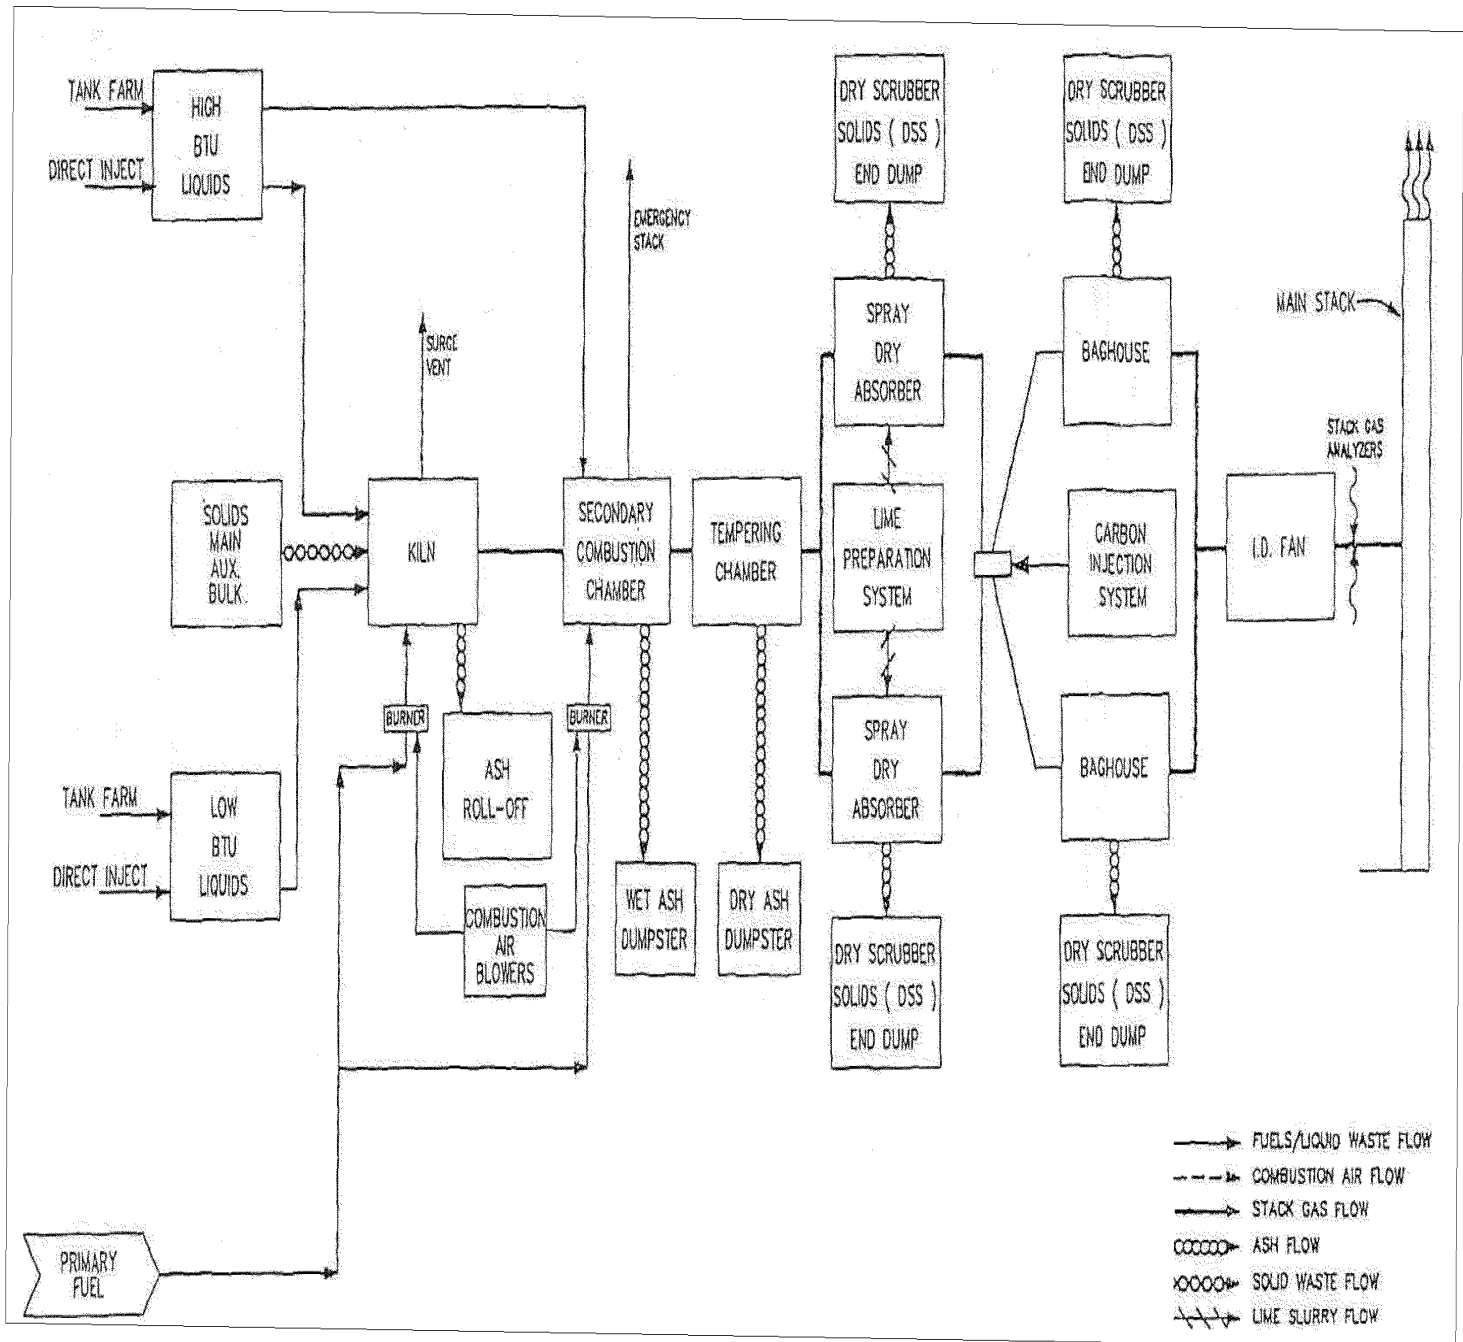 TANK FARM
DIRECT INJECT
HIGH
BTU
LIQUIDS
SURGE
VENT
EMERGENCY
STACK
DRY SCRUBBER
SOLIDS ( DSS )
END DUMP
DRY SCRUBBER
SOLIDS ( DSS )
END DUMP
SPRAY
DRY
ABSORBER
BAGHOUSE
MAIN STACK
STACK GAS
ANALYZERS
SOLIDS
MAIN
AUX.
BULK.
KILN
SECONDARY
COMBUSTION
CHAMBER
TEMPERING
CHAMBER
LIME
PREPARATION
SYSTEM
CARBON
INJECTION
SYSTEM
I.D. FAN
BURNER
BURNER
ASH
ROLL-OFF
SPRAY
DRY
ABSORBER
BAGHOUSE
TANK FARM
DIRECT INJECT
LOW
BTU
LIQUIDS
COMBUSTION
AIR
BLOWERS
WET ASH
DUMPSTER
DRY ASH
DUMPSTER
DRY SCRUBBER
SOLIDS ( DSS )
END DUMP
DRY SCRUBBER
SOLIDS ( DSS )
END DUMP
PRIMARY
FUEL
FUELS/LIQUID WASTE FLOW
COMBUSTION AIR FLOW
STACK GAS FLOW
ASH FLOW
SOLID WASTE FLOW
LIME SLURRY FLOW